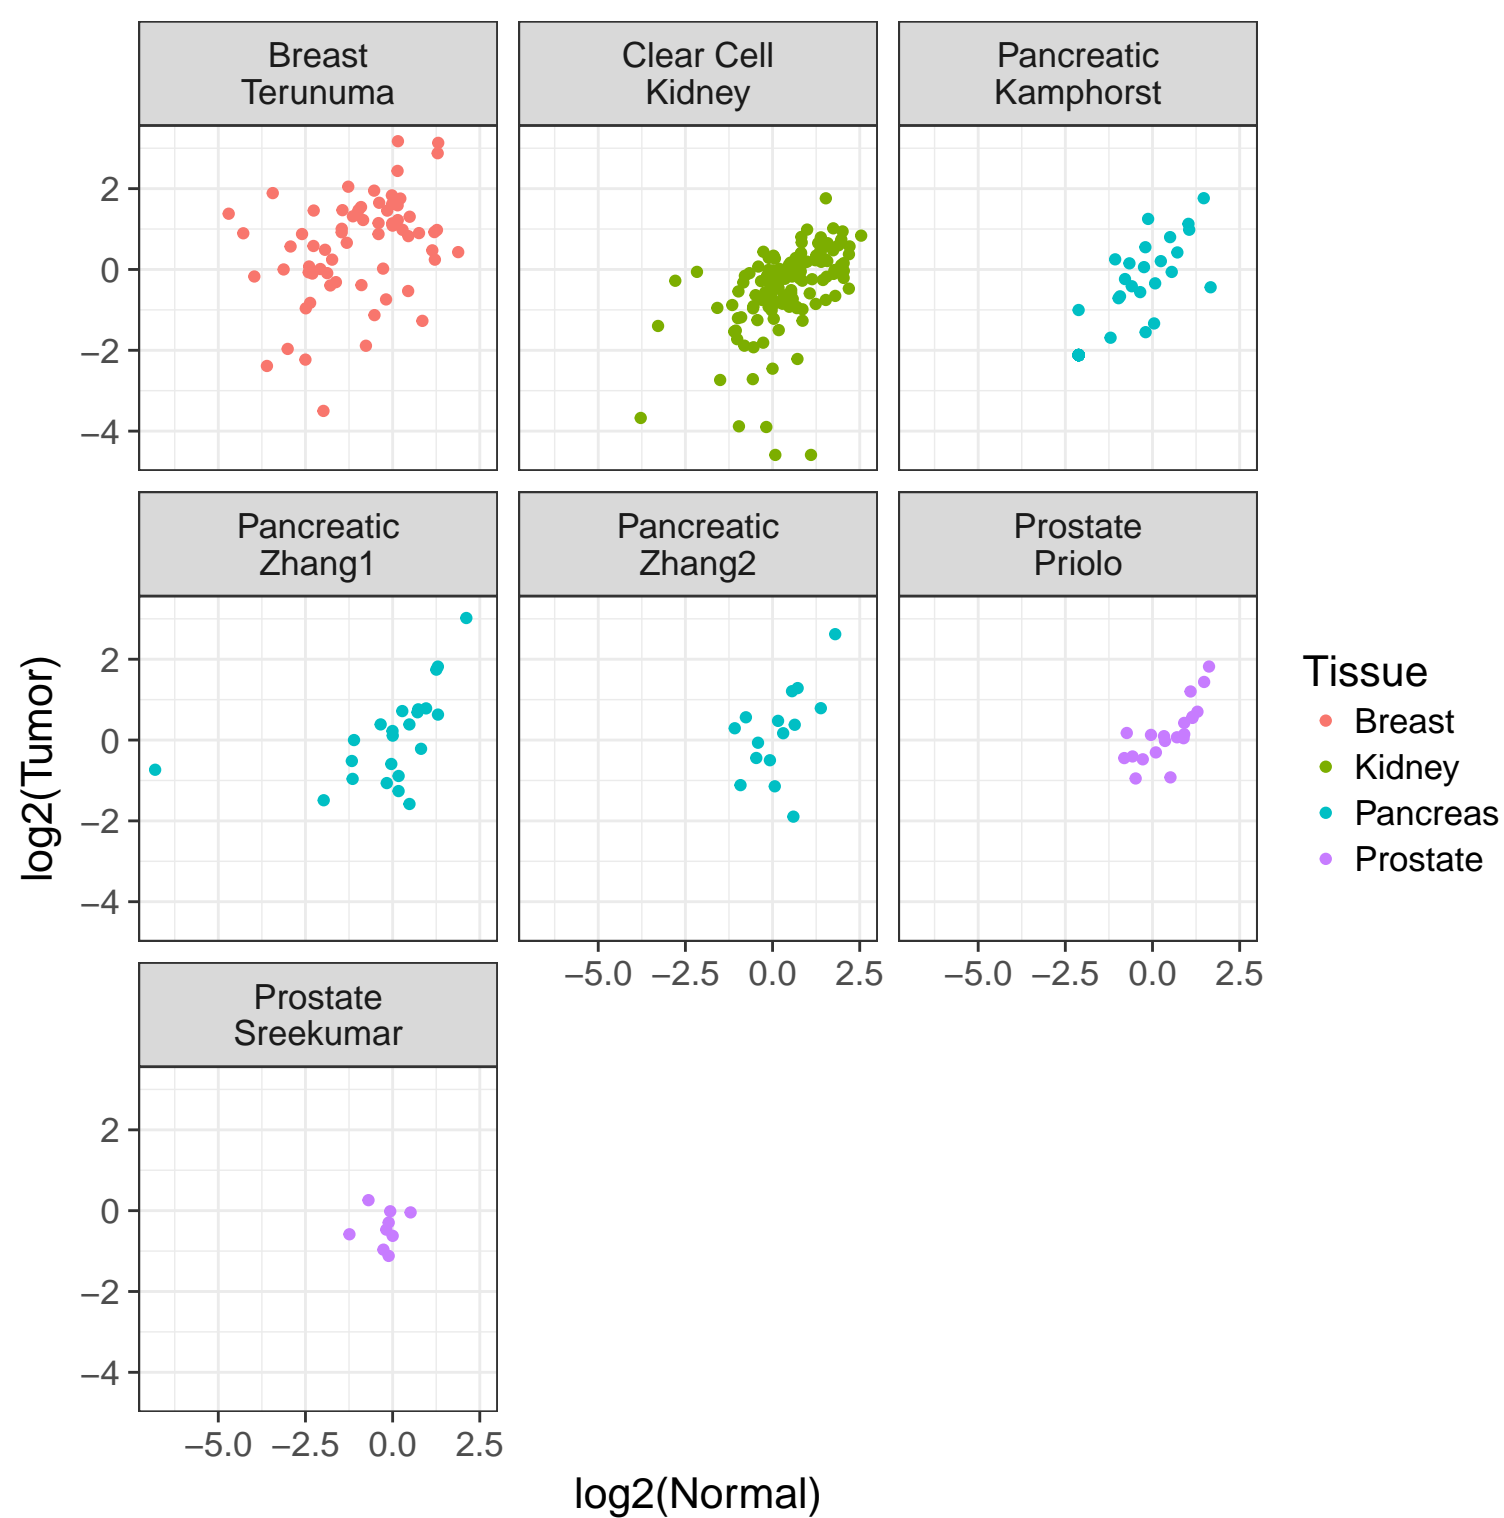 Breast
Terunuma
Clear Cell
Kidney
Pancreatic
Kamphorst
2
0
−2
−4
Pancreatic
Zhang1
Pancreatic
Zhang2
Prostate
Priolo
2
0
−2
−4
−5.0 −2.5 0.0 2.5
−5.0 −2.5 0.0 2.5
Prostate
Sreekumar
2
0
−2
−4
−5.0 −2.5 0.0 2.5
log2(Normal)
log2(Tumor)
Tissue
Breast
Kidney
Pancreas
Prostate